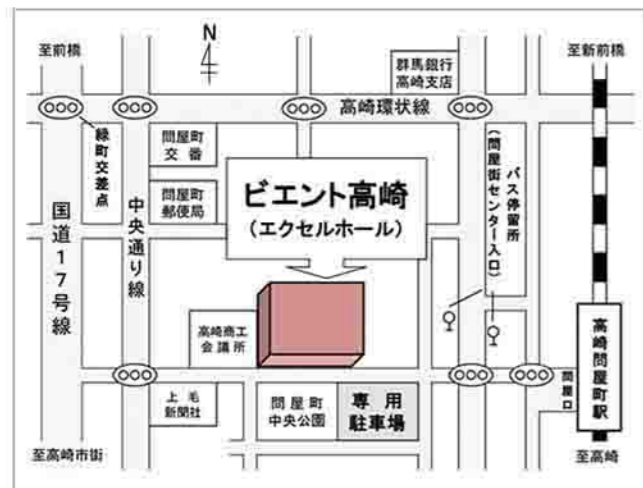 至前橋
N
群馬銀行
高崎支店
至新前橋
高崎環状線
緑町交差点
問屋町
交番
問屋町
郵便局
ビエント高崎
(エクセルホール)
バス停留所
(問屋街センター入口)
国道17号線
中央通り線
高崎商工
会議所
高崎問屋町駅
問屋口
上毛
新聞社
問屋町
中央公園
専用
駐車場
至高崎市街
至高崎